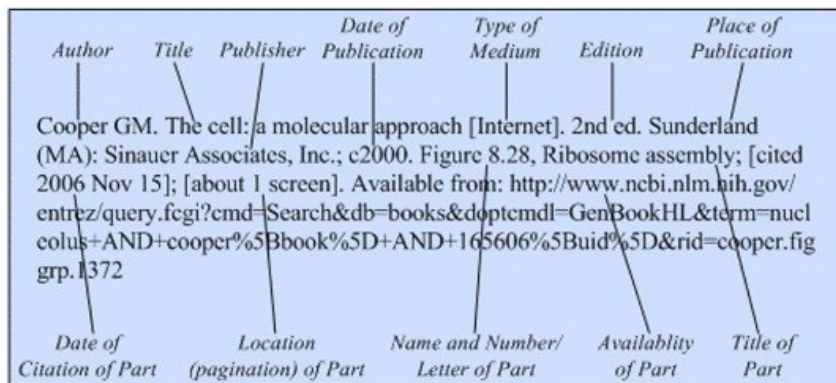 Date of Type of Place of
Author Title Publisher Publication Medium Edition Publication
Cooper GM. The cell: a molecular approach [Internet]. 2nd ed. Sunderland
(MA): Sinauer Associates, Inc.; c2000. Figure 8.28, Ribosome assembly; [cited
2006 Nov 15]; [about 1 screen]. Available from: http://www.ncbi.nlm.nih.gov/
entrez/query.fcgi?cmd=Search&db=books&doptcmdl=GenBookHL&term=nucl
eolus+AND+cooper%5Bbook%5D+AND+165606%5Buid%5D&rid=cooper.fig
grp.1372
Date of Location Name and Number/ Availablity Title of
Citation of Part (pagination) of Part Letter of Part of Part Part